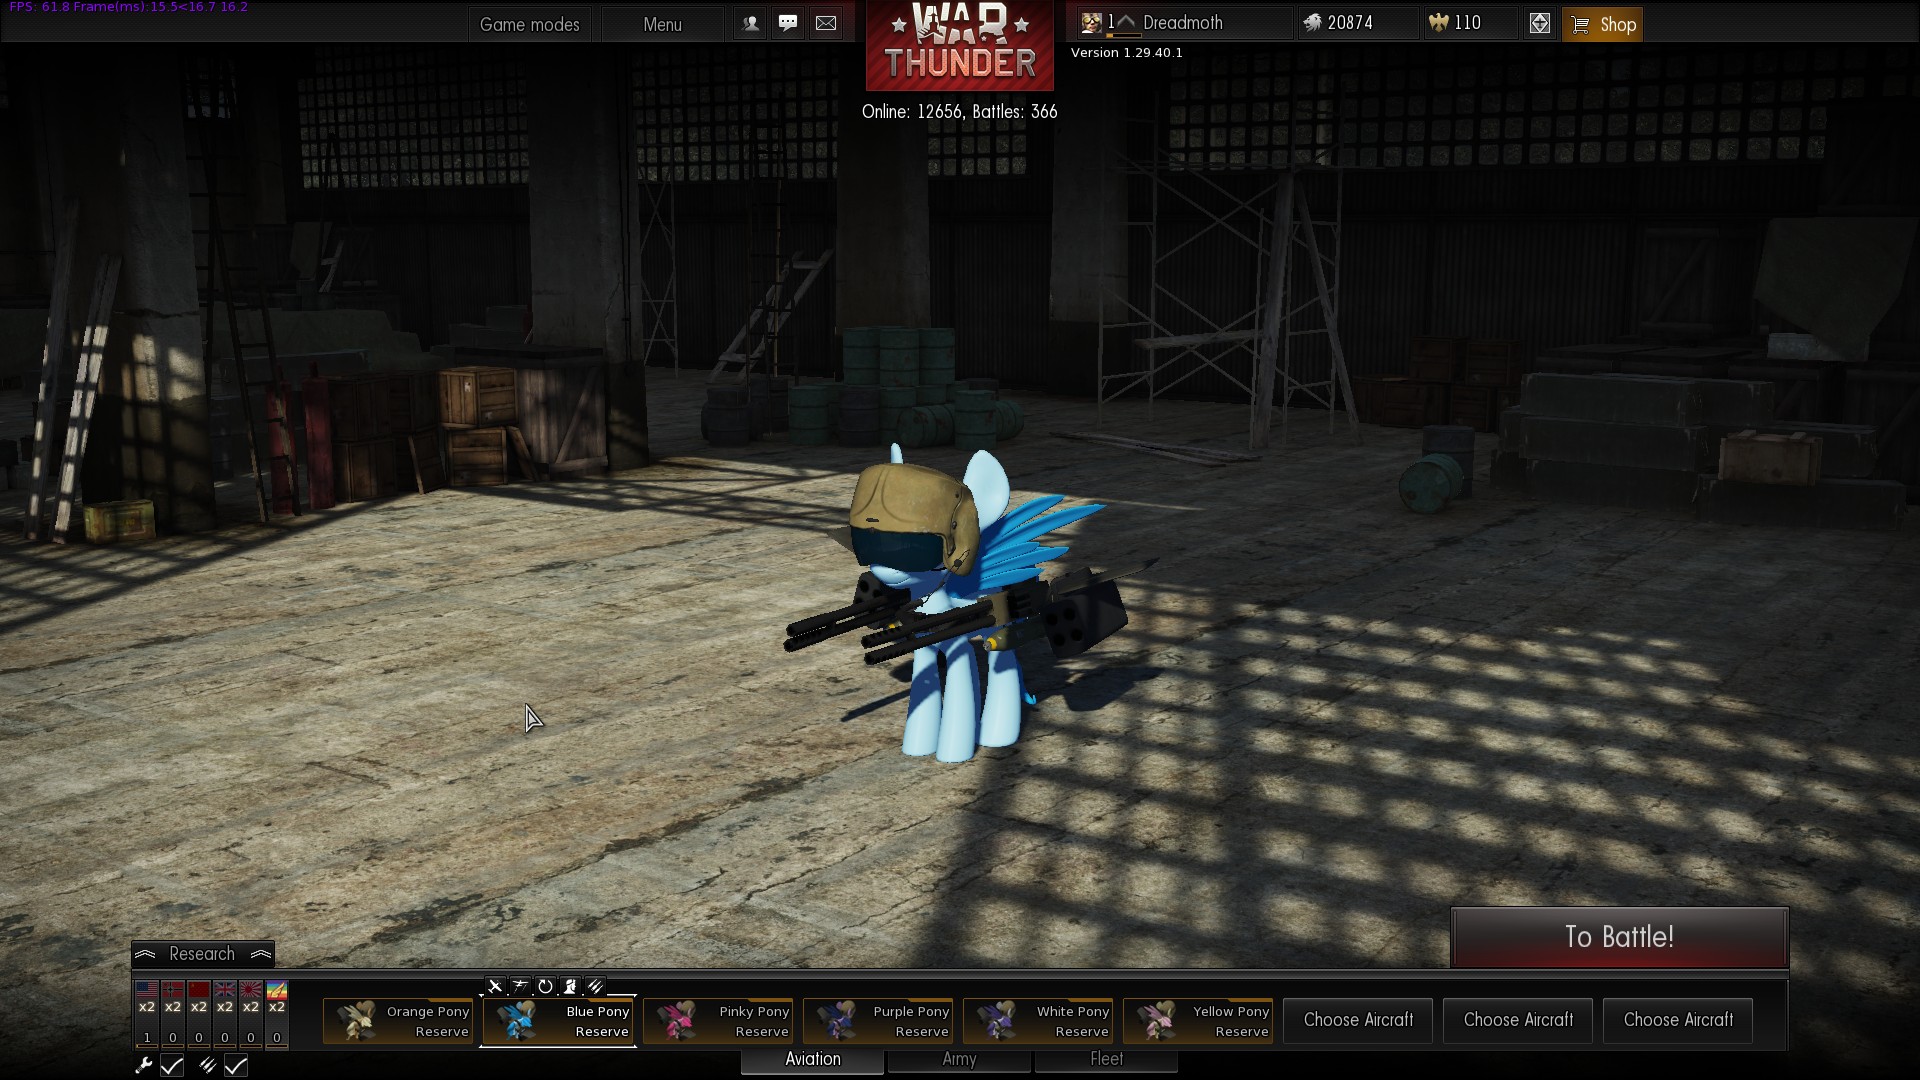 FPS: 61.8 Frame(ms):15.5<16.7 16.2
Game modes
Menu
WAR
THUNDER
1 Dreadmoth
20874
110
Shop
Version 1.29.40.1
Online: 12656, Battles: 366
To Battle!
Research
x2 x2 x2 x2 x2 x2
1 0 0 0 0 0
Orange Pony
Reserve
Blue Pony
Reserve
Pinky Pony
Reserve
Purple Pony
Reserve
White Pony
Reserve
Yellow Pony
Reserve
Choose Aircraft
Choose Aircraft
Choose Aircraft
Aviation
Army
Fleet